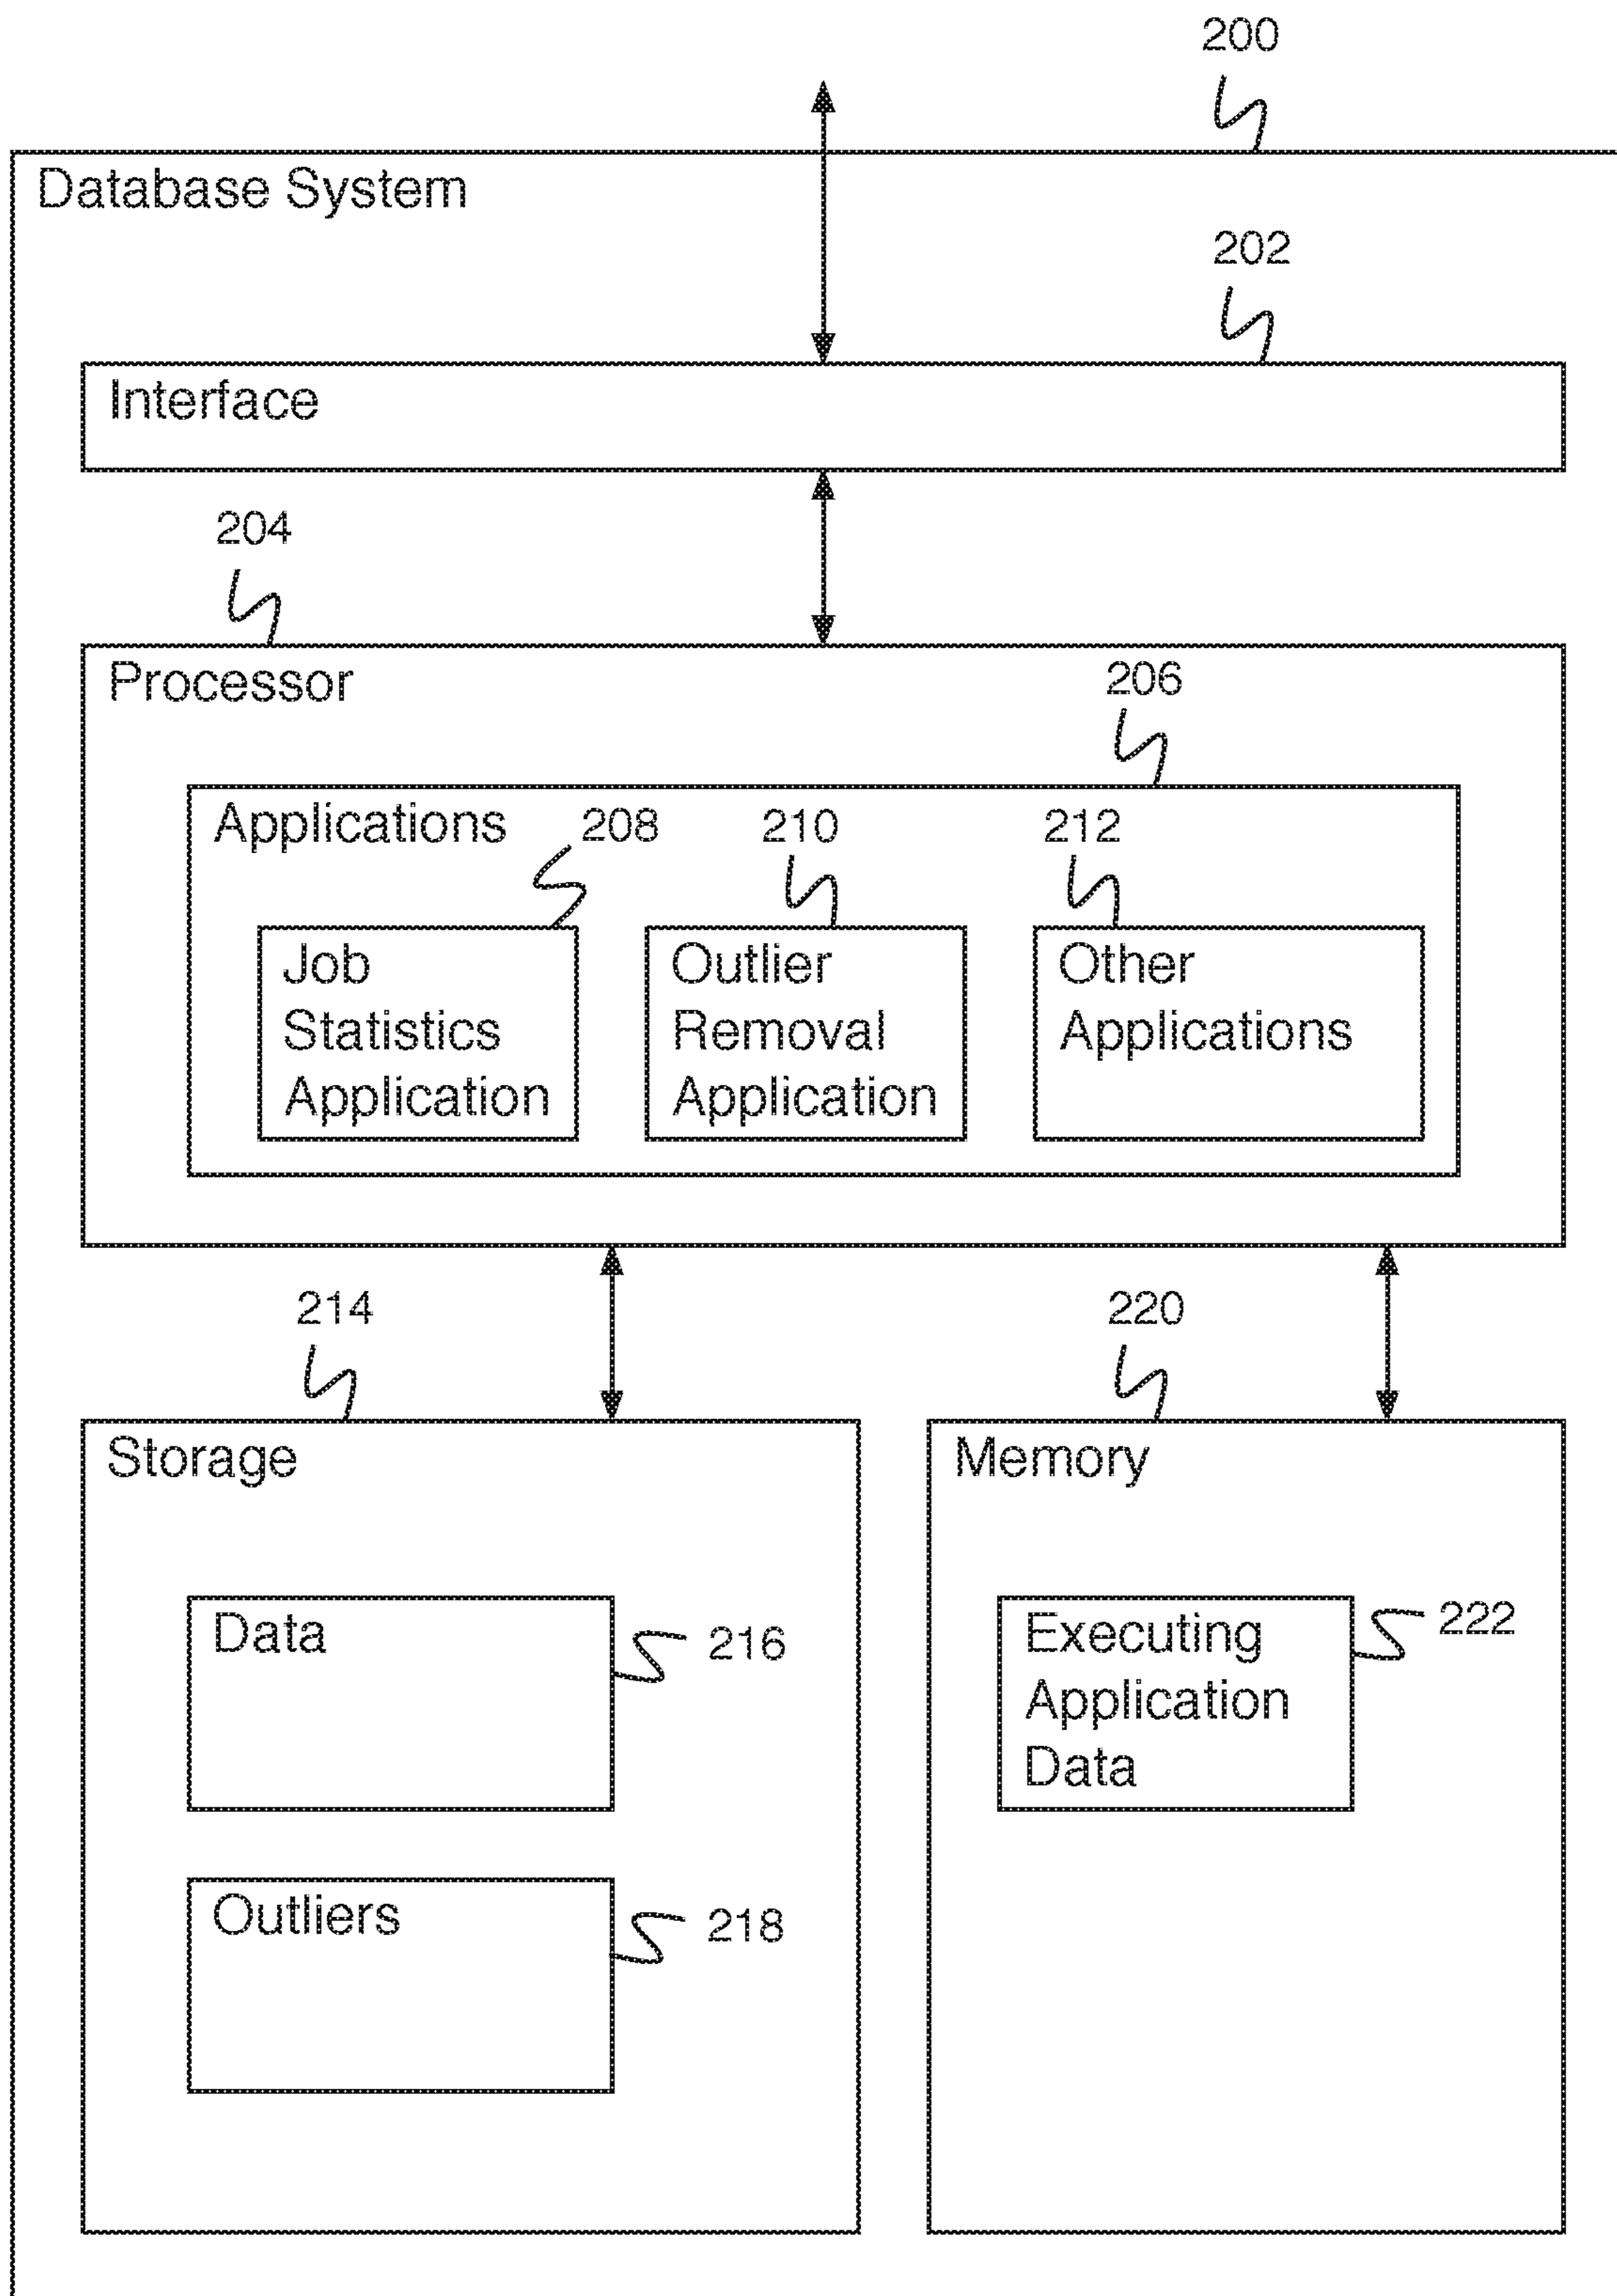 200
Database System
202
Interface
204
Processor
206
Applications
208
210
212
Job
Statistics
Application
Outlier
Removal
Application
Other
Applications
214
220
Storage
Memory
Data
216
Executing
Application
Data
222
Outliers
218